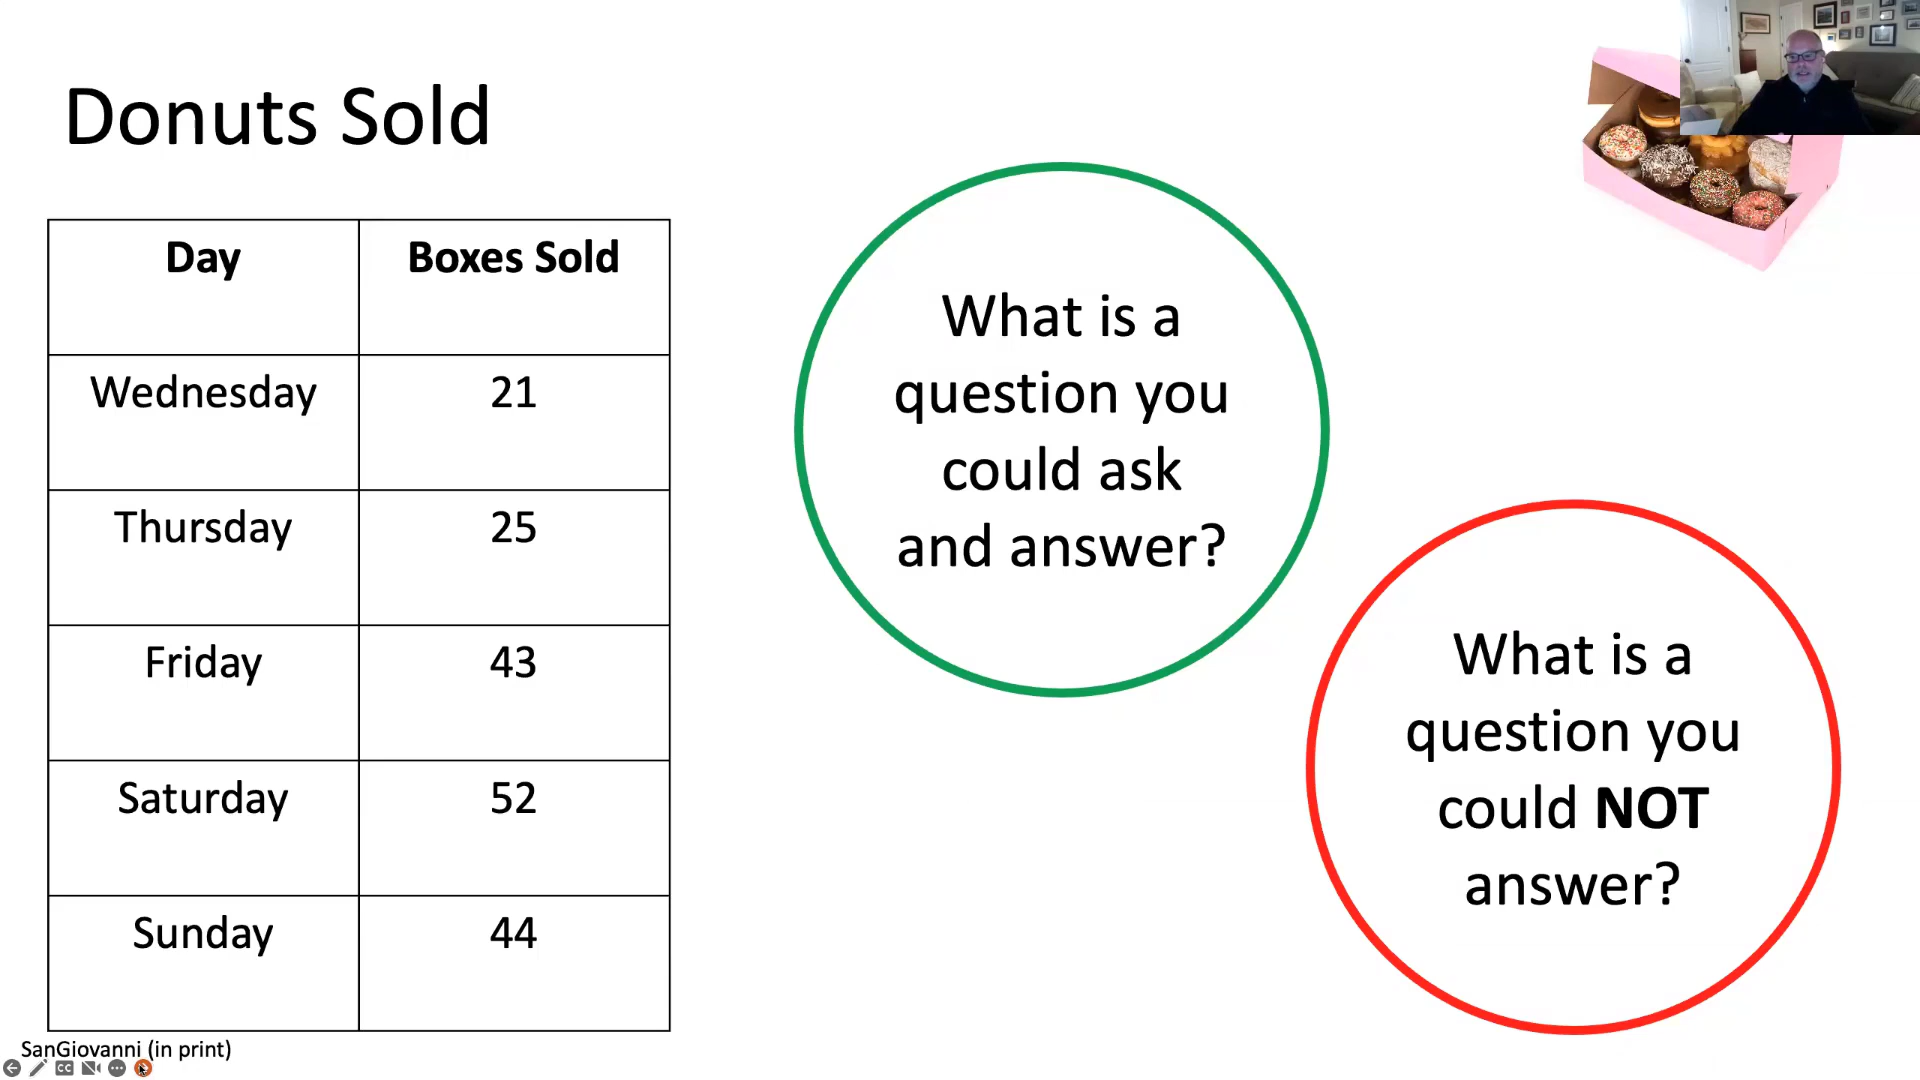 Donuts Sold
Day Boxes Sold
Wednesday 21
Thursday 25
Friday 43
Saturday 52
Sunday 44
What is a
question you
could ask
and answer?
What is a
question you
could NOT
answer?
SanGiovanni (in print)
CC